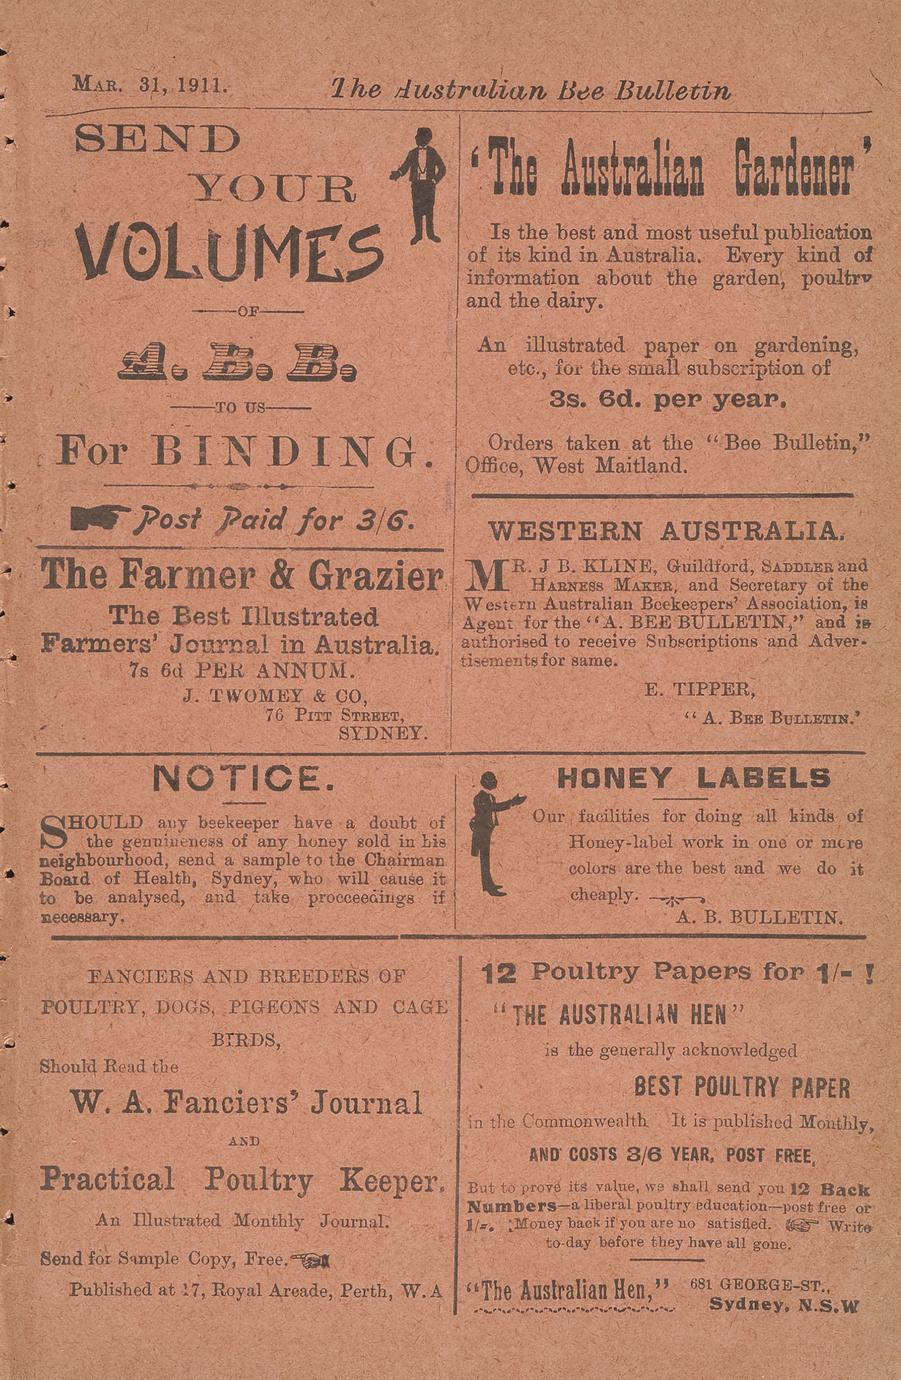 Mar. 31, 1911. The Australian Bee Bulletin
SEND
YOUR
VOLUMES
OF
A. B. B.
TO US
For BINDING.
Post Paid for 3/6.
The Farmer & Grazier
The Best Illustrated
Farmers' Journal in Australia.
7s 6d PER ANNUM.
J. TWOMEY & CO,
76 Pitt Street,
SYDNEY.
'The Australian Gardener'
Is the best and most useful publication
of its kind in Australia. Every kind of
information about the garden, poultry
and the dairy.
An illustrated paper on gardening,
etc., for the small subscription of
3s. 6d. per year.
Orders taken at the "Bee Bulletin,"
Office, West Maitland.
WESTERN AUSTRALIA.
MR. J B. KLINE, Guildford, Saddler and
Harness Maker, and Secretary of the
Western Australian Beekeepers' Association, is
Agent for the "A. BEE BULLETIN," and is
authorised to receive Subscriptions and Adver-
tisements for same.
E. TIPPER,
"A. Bee Bulletin.'
NOTICE.
SHOULD any beekeeper have a doubt of
the genuineness of any honey sold in his
neighbourhood, send a sample to the Chairman
Board of Health, Sydney, who will cause it
to be analysed, and take procceedings if
necessary.
HONEY LABELS
Our facilities for doing all kinds of
Honey-label work in one or more
colors are the best and we do it
cheaply.
A. B. BULLETIN.
FANCIERS AND BREEDERS OF
POULTRY, DOGS, PIGEONS AND CAGE
BIRDS,
Should Read the
W. A. Fanciers' Journal
AND
Practical Poultry Keeper.
An Illustrated Monthly Journal.
Send for Sample Copy, Free.
Published at 17, Royal Areade, Perth, W. A
12 Poultry Papers for 1/- !
"THE AUSTRALIAN HEN"
is the generally acknowledged
BEST POULTRY PAPER
in the Commonwealth It is published Monthly,
AND COSTS 3/6 YEAR, POST FREE,
But to prove its value, we shall send you 12 Back
Numbers—a liberal poultry education—post free or
1/-. Money back if you are no satisfied. Write
to-day before they have all gone.
"The Australian Hen," 681 GEORGE-ST.,
Sydney, N.S.W